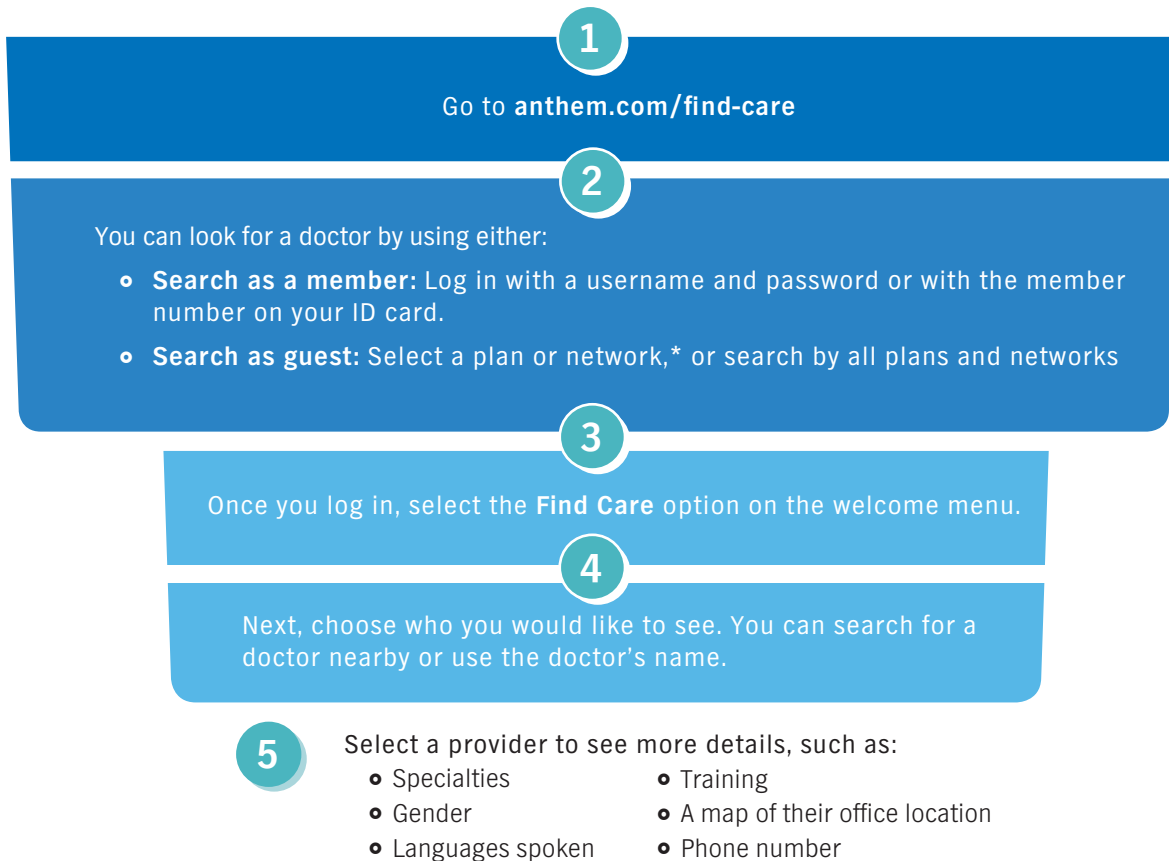 1
Go to anthem.com/find-care
2
You can look for a doctor by using either:
Search as a member: Log in with a username and password or with the member
number on your ID card.
Search as guest: Select a plan or network,* or search by all plans and networks
3
Once you log in, select the Find Care option on the welcome menu.
4
Next, choose who you would like to see. You can search for a
doctor nearby or use the doctor's name.
5
Select a provider to see more details, such as:
Specialties
Gender
Languages spoken
Training
A map of their office location
Phone number